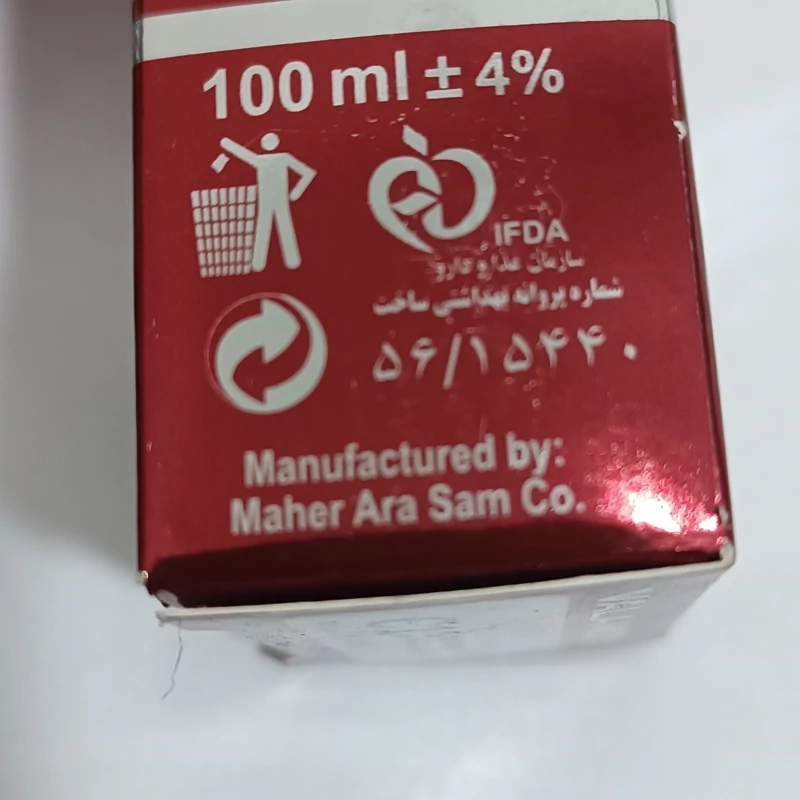 100 ml ± 4%
IFDA
سازمان غذا و دارو
شماره پروانه بهداشتی ساخت
۵۶/۱۵۴۴۰
Manufactured by:
Maher Ara Sam Co.